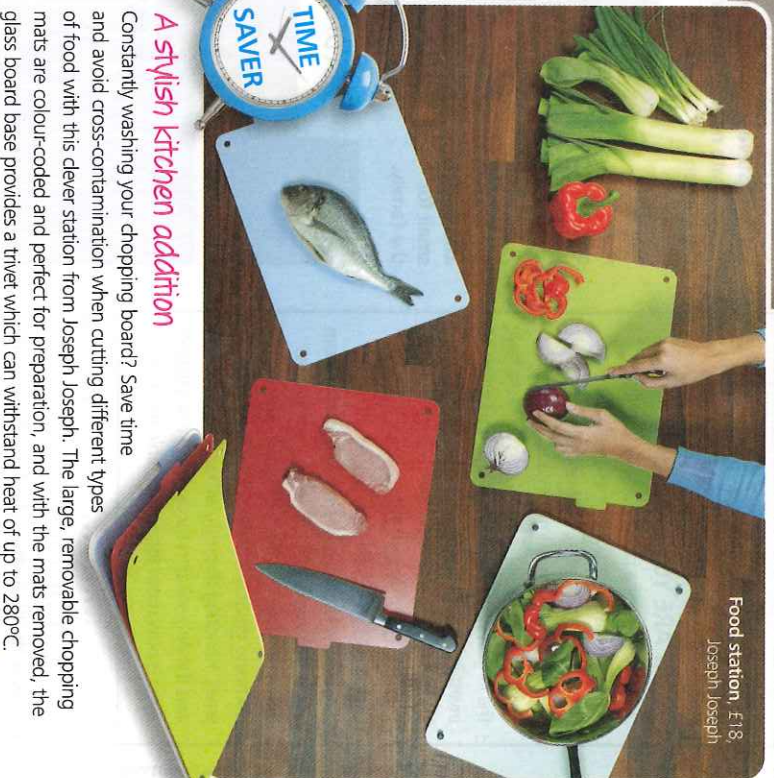 Food station, £18,
Joseph Joseph
TIME
SAVER
A stylish kitchen addition
Constantly washing your chopping board? Save time
and avoid cross-contamination when cutting different types
of food with this clever station from Joseph Joseph. The large, removable chopping
mats are colour-coded and perfect for preparation, and with the mats removed, the
glass board base provides a trivet which can withstand heat of up to 280°C.